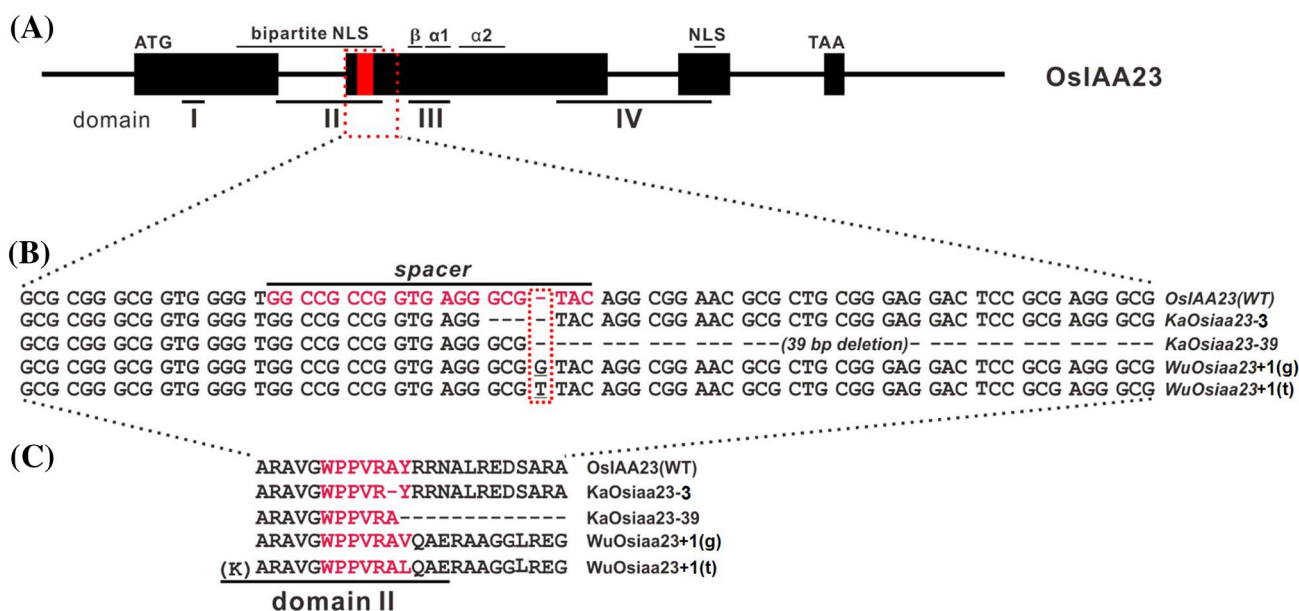 (A)
ATG bipartite NLS β α1 α2 NLS TAA
OsIAA23
domain I II III IV
(B)
spacer
GCG CGG GCG GTG GGG TGG CCG CCG GTG AGG GCG - TAC AGG CGG AAC GCG CTG CGG GAG GAC TCC GCG AGG GCG OsIAA23(WT)
GCG CGG GCG GTG GGG TGG CCG CCG GTG AGG --- - TAC AGG CGG AAC GCG CTG CGG GAG GAC TCC GCG AGG GCG KaOsiaa23-3
GCG CGG GCG GTG GGG TGG CCG CCG GTG AGG GCG - --- --- --- --- --- --- (39 bp deletion) --- --- --- --- --- KaOsiaa23-39
GCG CGG GCG GTG GGG TGG CCG CCG GTG AGG GCG G TAC AGG CGG AAC GCG CTG CGG GAG GAC TCC GCG AGG GCG WuOsiaa23+1(g)
GCG CGG GCG GTG GGG TGG CCG CCG GTG AGG GCG T TAC AGG CGG AAC GCG CTG CGG GAG GAC TCC GCG AGG GCG WuOsiaa23+1(t)
(C)
ARAVGWPPVRAYRRNALREDSARA OsIAA23(WT)
ARAVGWPPVR-YRRNALREDSARA KaOsiaa23-3
ARAVGWPPVRA------------- KaOsiaa23-39
ARAVGWPPVRAVQAERAAGGLREG WuOsiaa23+1(g)
(K) ARAVGWPPVRALQAERAAGGLREG WuOsiaa23+1(t)
domain II